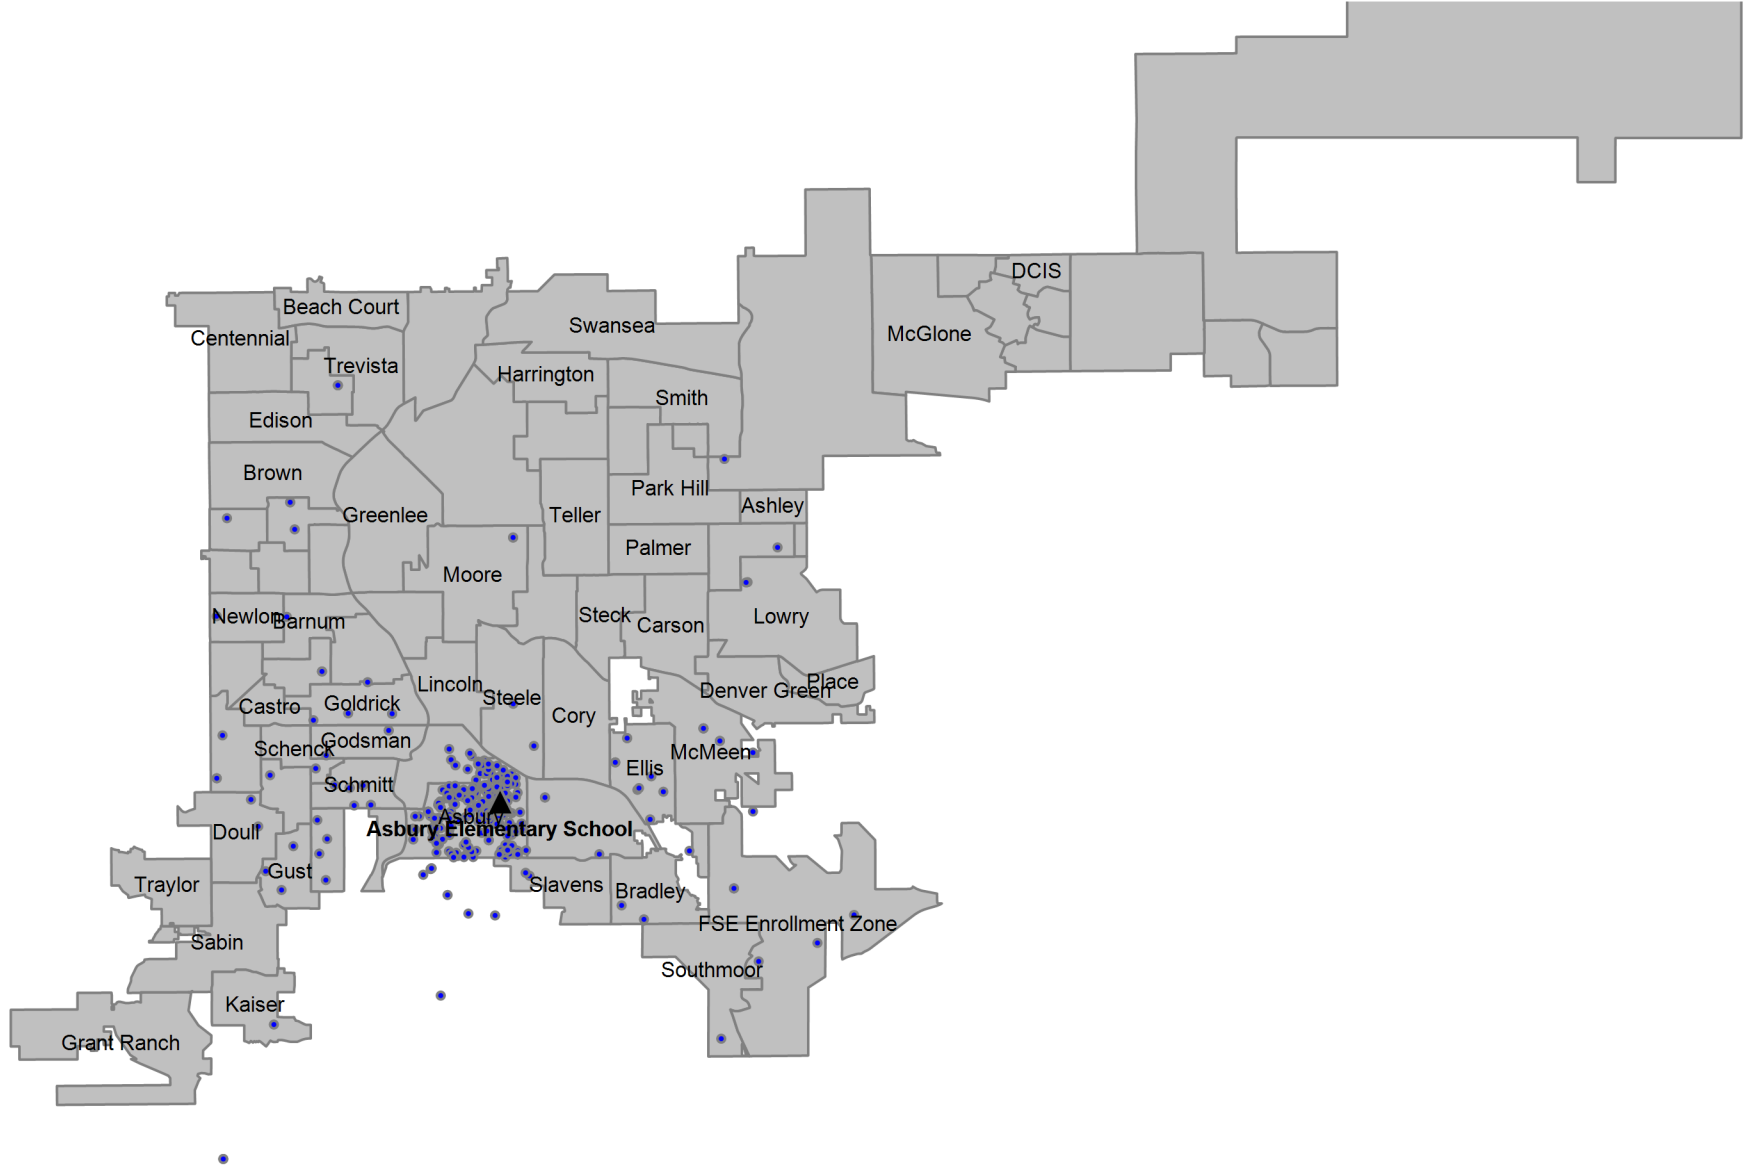 DCIS
Beach Court
Swansea
McGlone
Centennial
Trevista
Harrington
Smith
Edison
Brown
Park Hill
Ashley
Greenlee
Teller
Palmer
Moore
Newlon
Barnum
Steck
Carson
Lowry
Lincoln
Steele
Place
Denver Green
Castro
Goldrick
Cory
Godsman
Schenck
McMeen
Ellis
Schmitt
Asbury
Asbury Elementary School
Doull
Gust
Traylor
Slavens
Bradley
FSE Enrollment Zone
Sabin
Southmoor
Kaiser
Grant Ranch